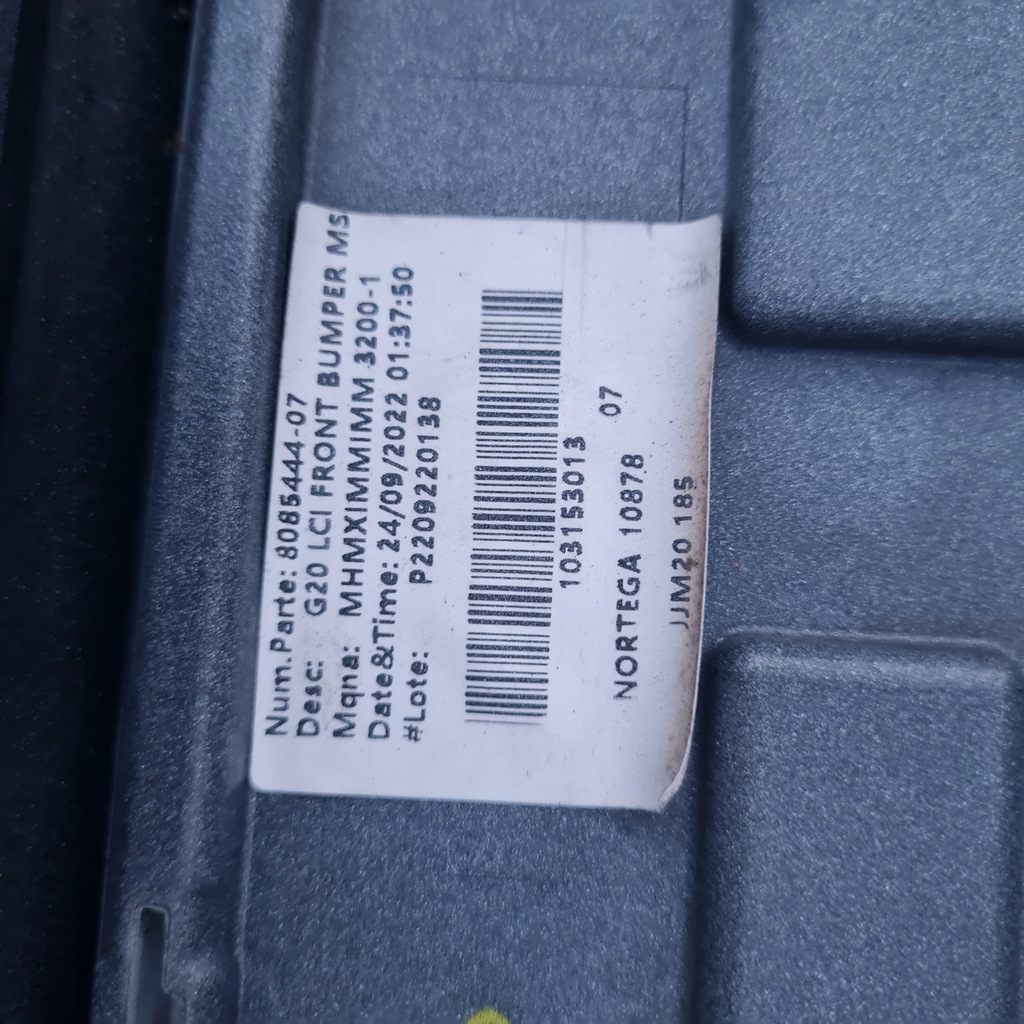 Num.Parte: 8085444-07
Desc: G20 LCI FRONT BUMPER MS
Mqna: MHMXIMMIMM 3200-1
Date&Time: 24/09/2022 01:37:50
#Lote: P2209220138
103153013
NORTEGA 10878 07
JJM20 185